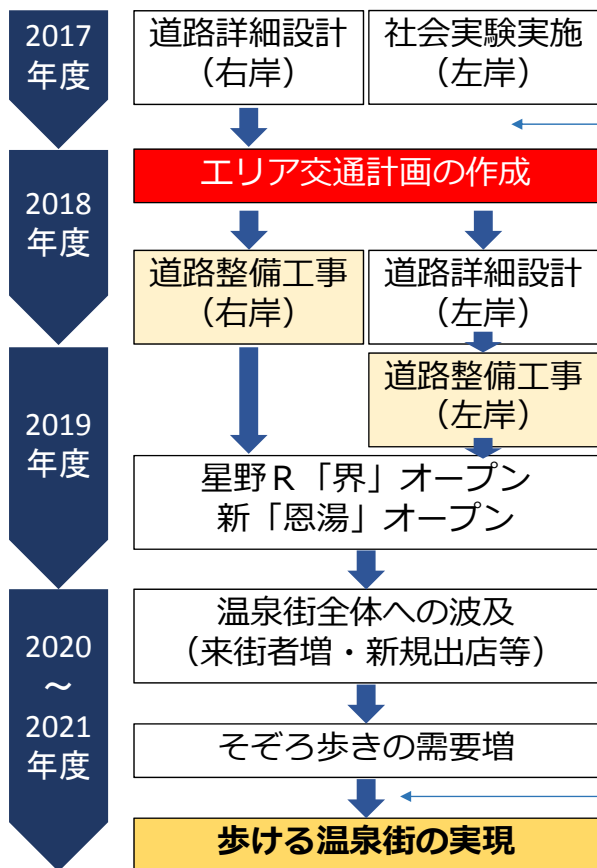 2017
年度
道路詳細設計
（右岸）
社会実験実施
（左岸）
エリア交通計画の作成
2018
年度
道路整備工事
（右岸）
道路詳細設計
（左岸）
道路整備工事
（左岸）
2019
年度
星野Ｒ「界」オープン
新「恩湯」オープン
2020
～
2021
年度
温泉街全体への波及
（来街者増・新規出店等）
そぞろ歩きの需要増
歩ける温泉街の実現